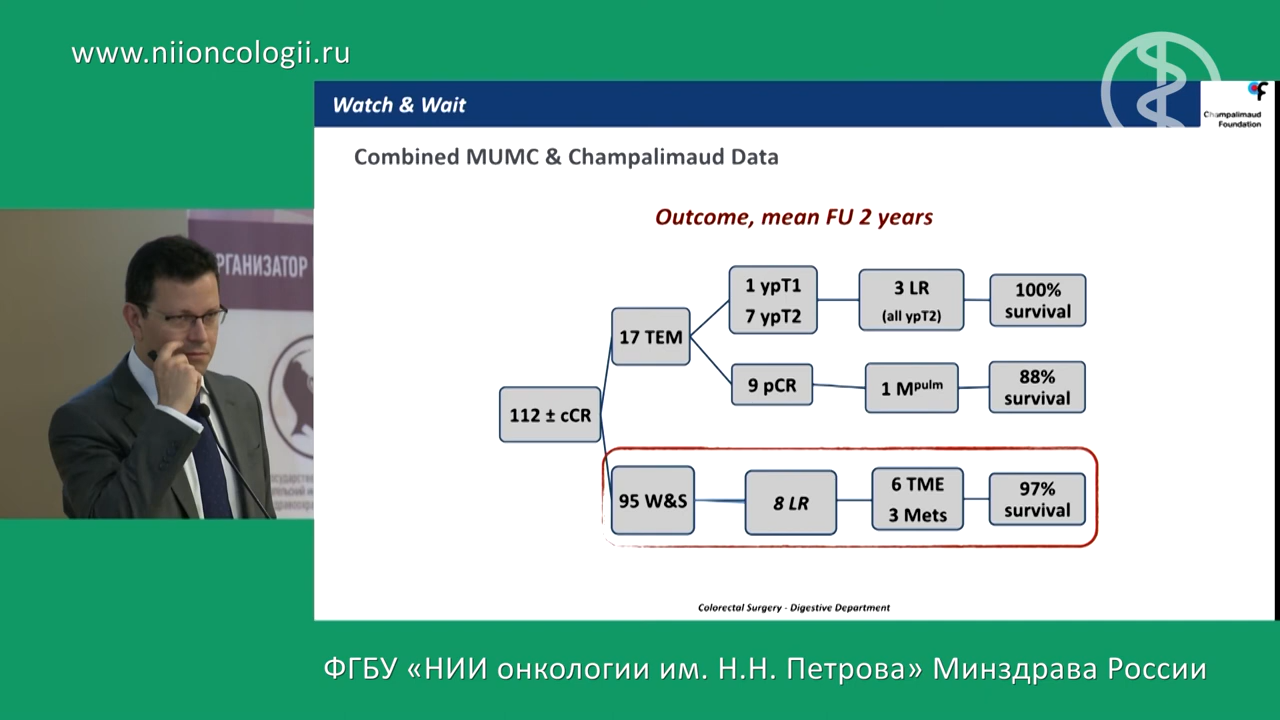 www.niioncologii.ru
Watch & Wait
Champalimaud
Foundation
Combined MUMC & Champalimaud Data
Outcome, mean FU 2 years
1 ypT1
7 ypT2
3 LR
(all ypT2)
100%
survival
17 TEM
9 pCR
1 Mpulm
88%
survival
112 ± cCR
95 W&S
8 LR
6 TME
3 Mets
97%
survival
Colorectal Surgery - Digestive Department
РГАНИЗАТОР
ФГБУ «НИИ онкологии им. Н.Н. Петрова» Минздрава России